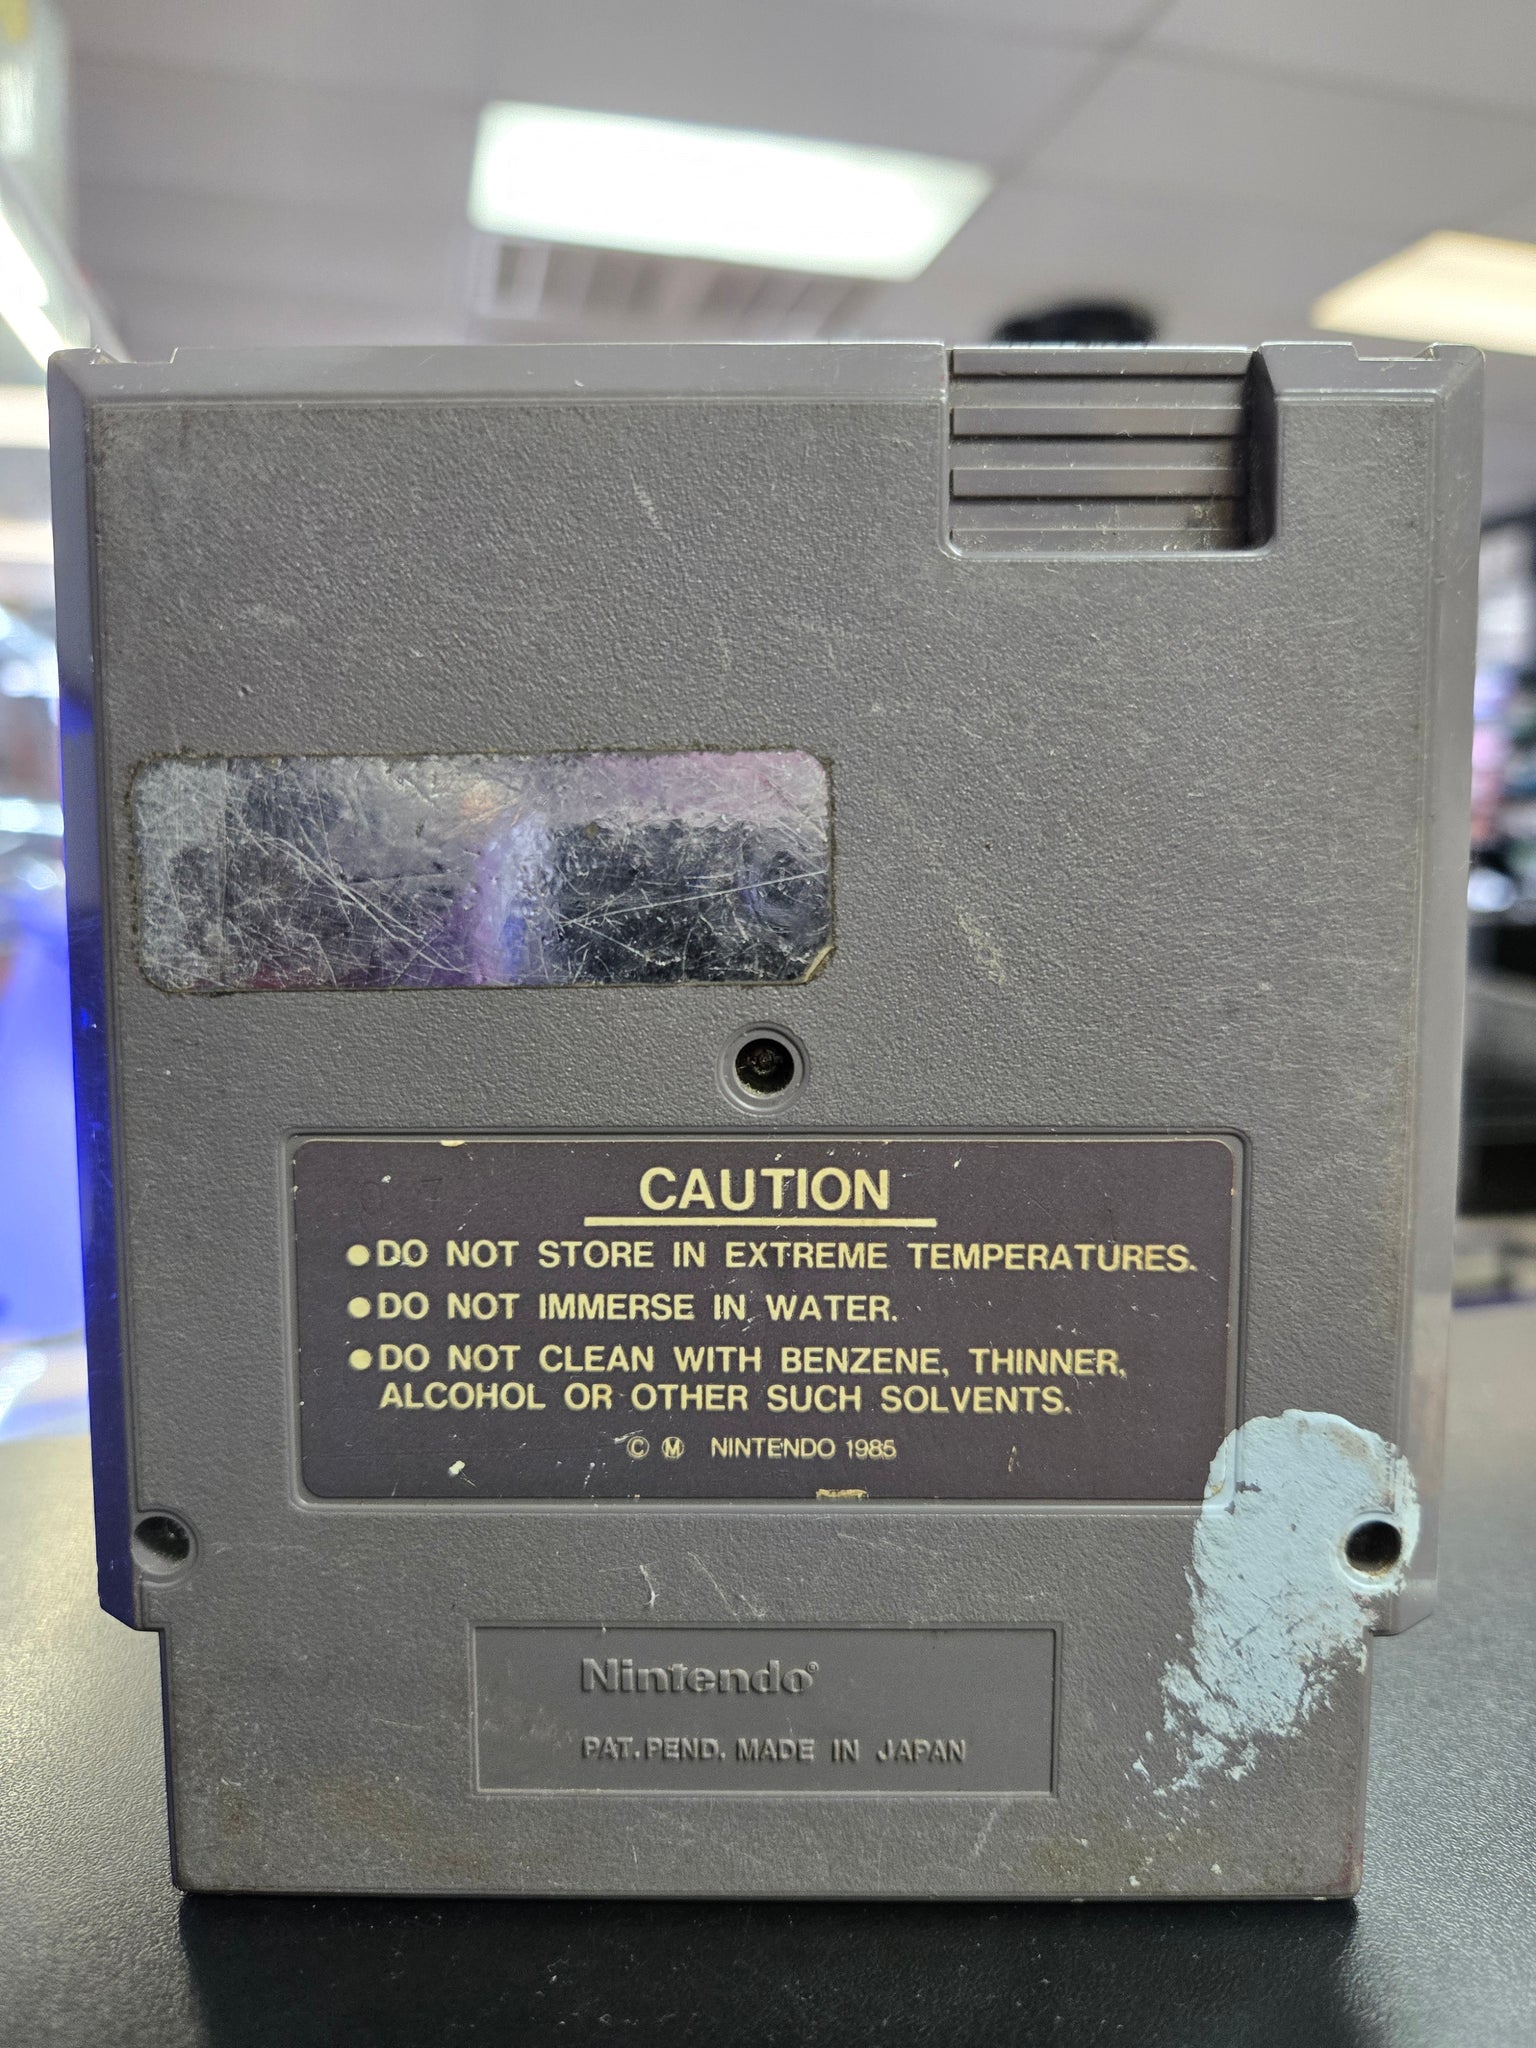 CAUTION
●DO NOT STORE IN EXTREME TEMPERATURES.
●DO NOT IMMERSE IN WATER.
●DO NOT CLEAN WITH BENZENE, THINNER,
ALCOHOL OR OTHER SUCH SOLVENTS.
© Ⓜ NINTENDO 1985
Nintendo®
PAT. PEND. MADE IN JAPAN